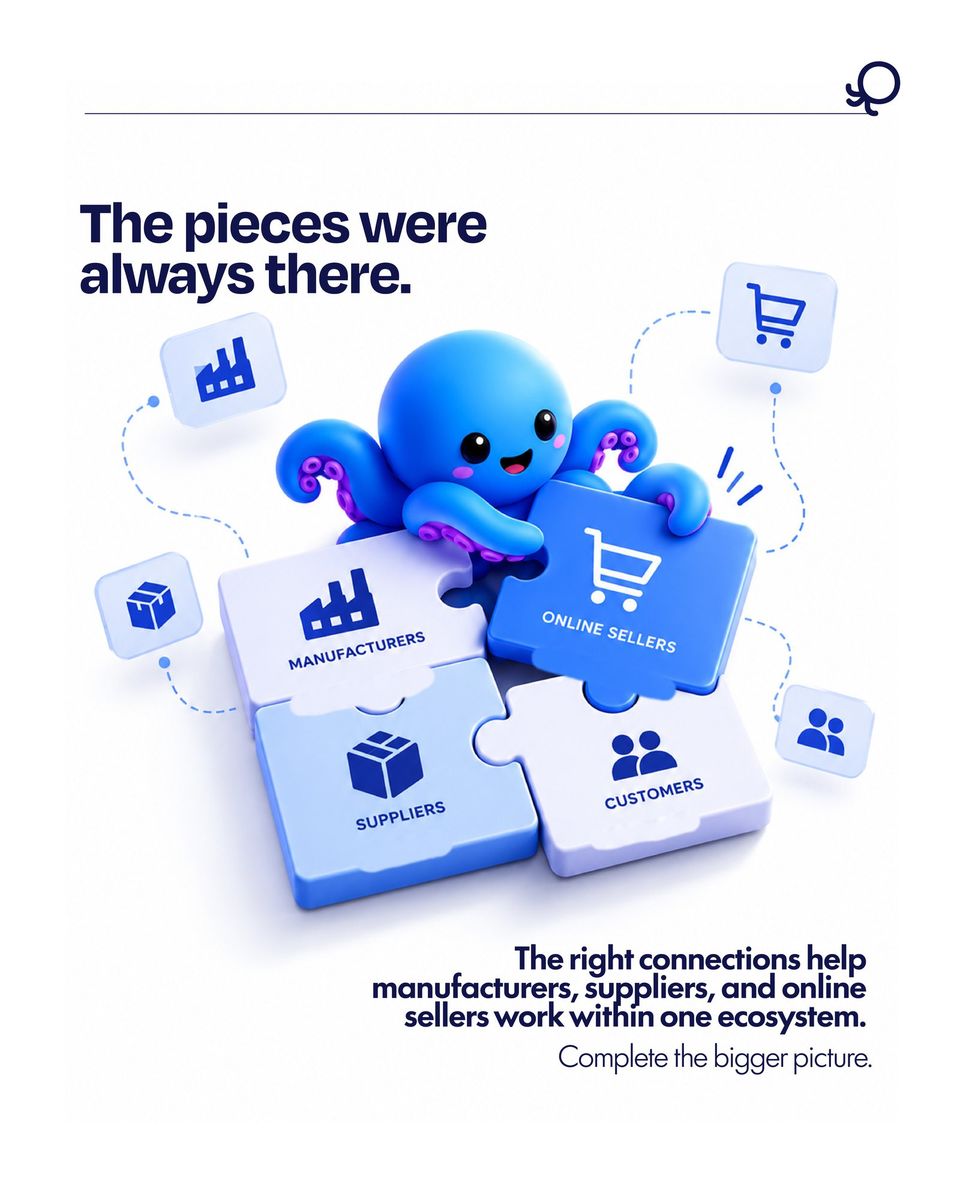 The pieces were
always there.
MANUFACTURERS
ONLINE SELLERS
SUPPLIERS
CUSTOMERS
The right connections help
manufacturers, suppliers, and online
sellers work within one ecosystem.
Complete the bigger picture.